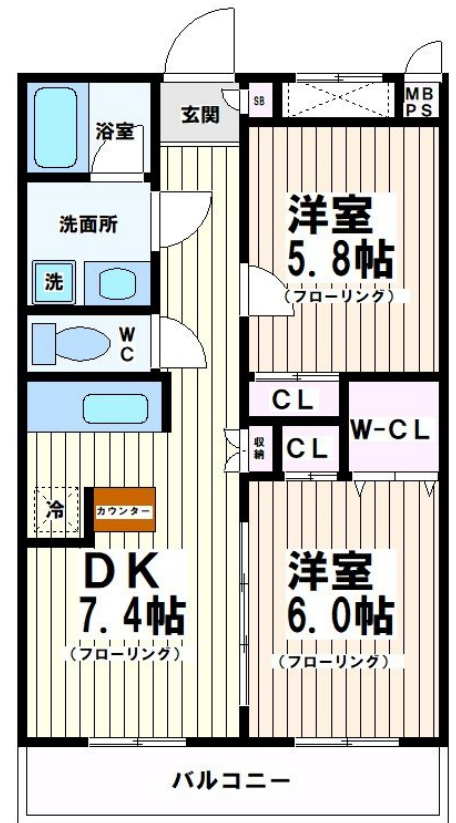 玄関
SB
MB
PS
浴室
洗面所
洗
洋室
5.8帖
(フローリング)
W
C
CL
W-CL
収納
CL
冷
カウンター
DK
7.4帖
(フローリング)
洋室
6.0帖
(フローリング)
バルコニー